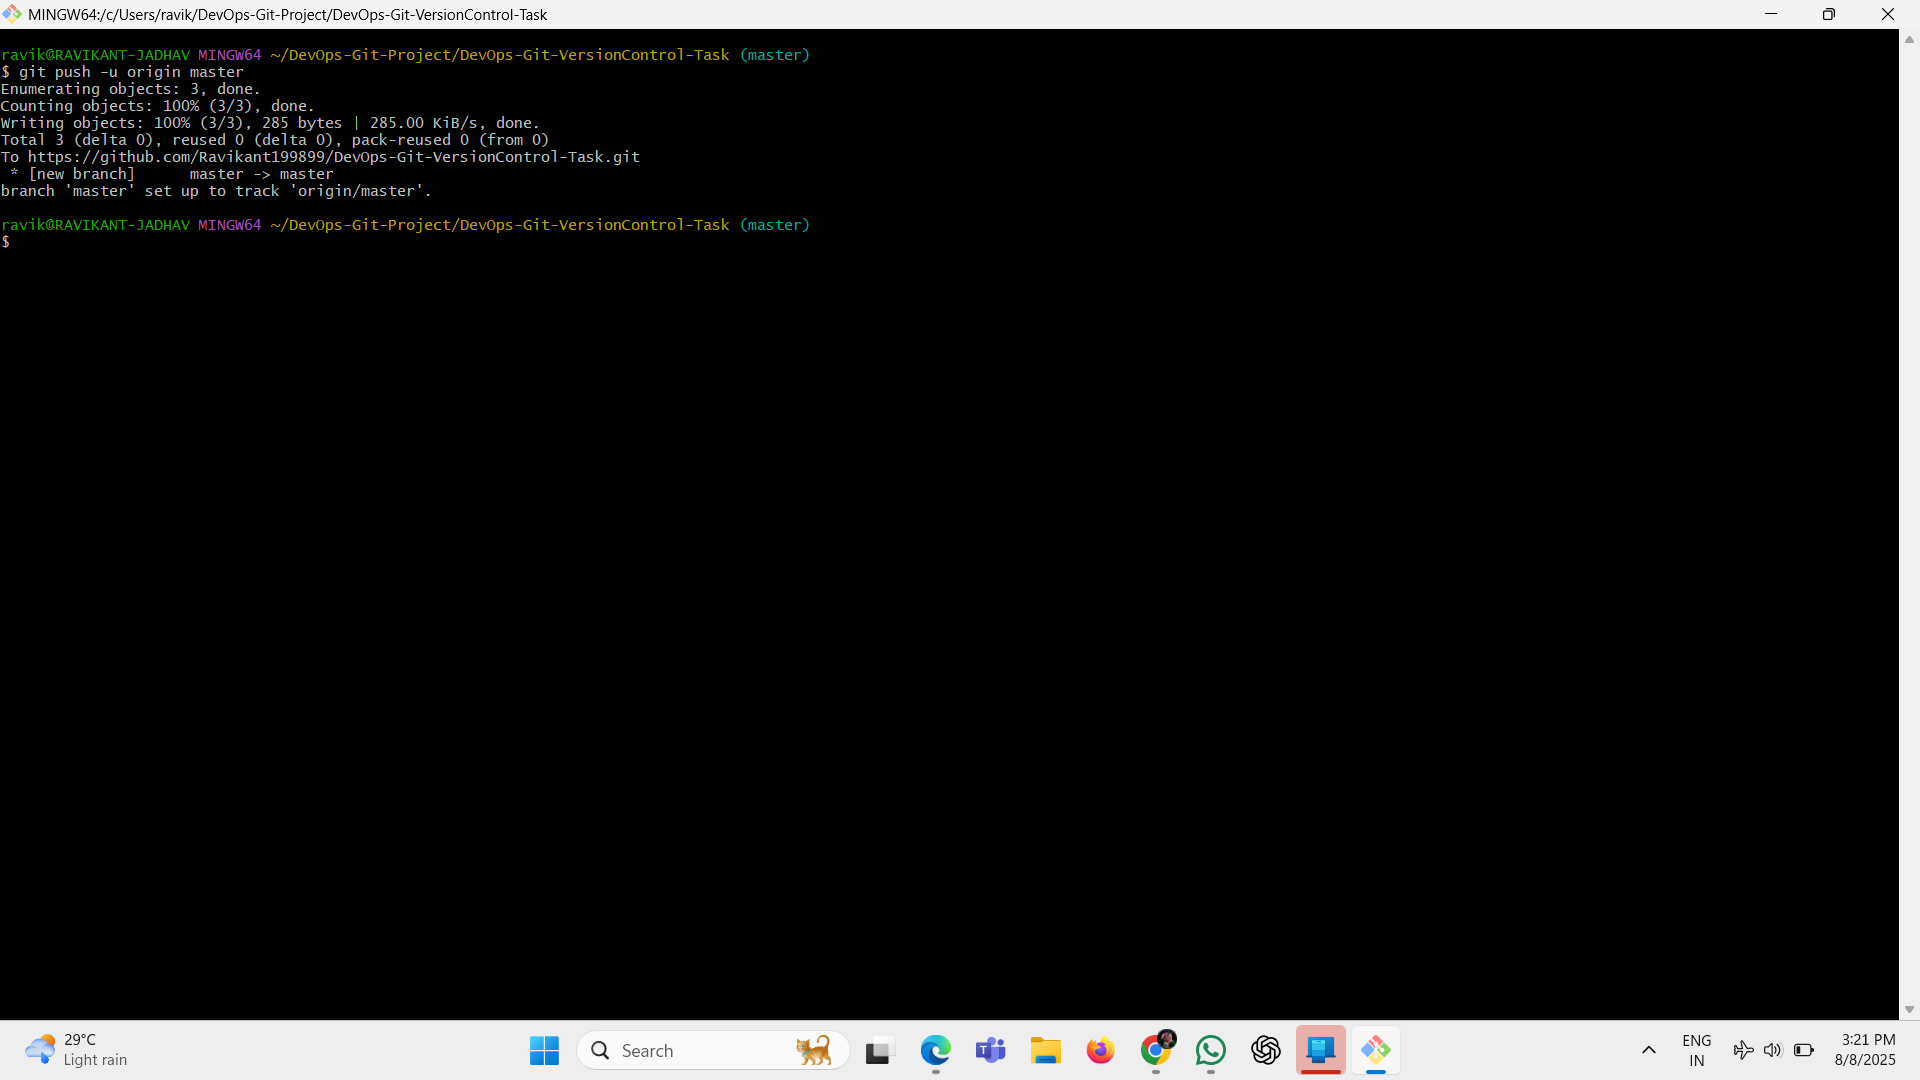 MINGW64:/c/Users/ravik/DevOps-Git-Project/DevOps-Git-VersionControl-Task
ravik@RAVIKANT-JADHAV MINGW64 ~/DevOps-Git-Project/DevOps-Git-VersionControl-Task (master)
$ git push -u origin master
Enumerating objects: 3, done.
Counting objects: 100% (3/3), done.
Writing objects: 100% (3/3), 285 bytes | 285.00 KiB/s, done.
Total 3 (delta 0), reused 0 (delta 0), pack-reused 0 (from 0)
To https://github.com/Ravikant199899/DevOps-Git-VersionControl-Task.git
 * [new branch]      master -> master
branch 'master' set up to track 'origin/master'.
ravik@RAVIKANT-JADHAV MINGW64 ~/DevOps-Git-Project/DevOps-Git-VersionControl-Task (master)
$
29°C
Light rain
Search
ENG
IN
3:21 PM
8/8/2025